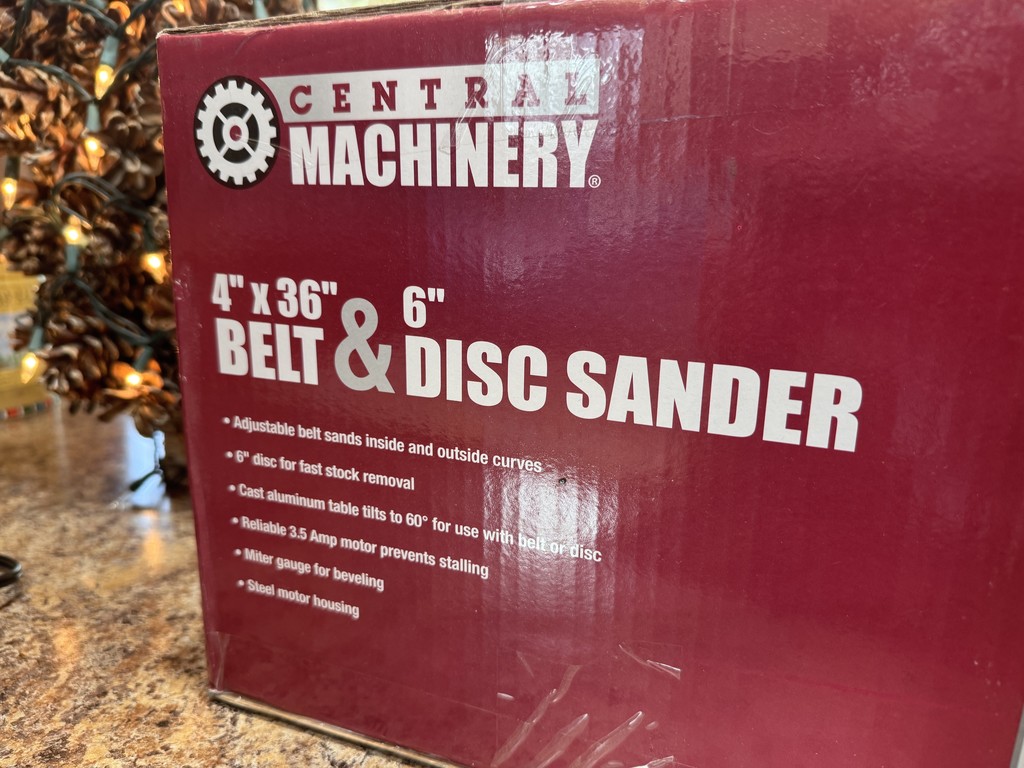 CENTRAL
MACHINERY®
4" x 36" & 6"
BELT DISC SANDER
• Adjustable belt sands inside and outside curves
• 6" disc for fast stock removal
• Cast aluminum table tilts to 60° for use with belt or disc
• Reliable 3.5 Amp motor prevents stalling
• Miter gauge for beveling
• Steel motor housing